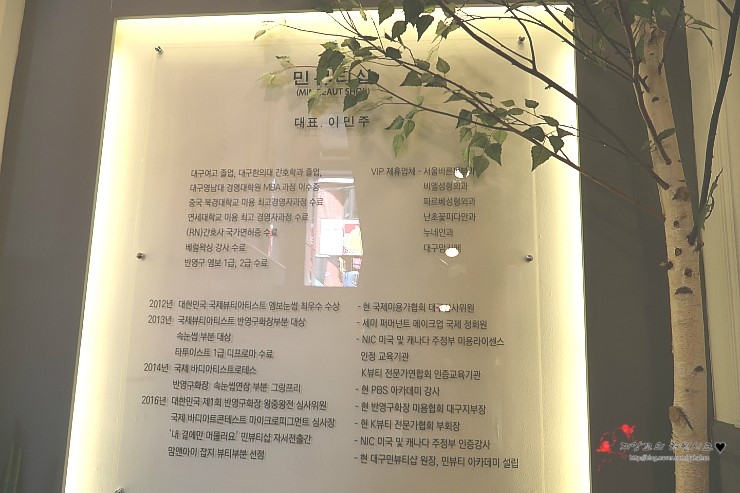 민뷰티샵
(MIN BEAUT SHOP)
대표. 이민주
대구여고 졸업, 대구한의대 간호학과 졸업,
대구영남대 경영대학원 MBA 과정 이수중
중국 북경대학교 미용 최고경영자과정 수료
연세대학교 미용 최고 경영자과정 수료
(RN)간호사 국가면허증 수료
베럴왁싱 강사 수료
반영구 엠보 1급, 2급 수료
VIP 제휴업체 - 서울바른
비엘성형외과
파르베성형외과
난초꽃피다안과
누네안과
대구맘
2012년 대한민국 국제뷰티아티스트 엠보눈썹 최우수 수상
2013년 국제뷰티아티스트 반영구화장부분 대상
속눈썹 부분 대상
타투이스트 1급 디프로마 수료
2014년 국제 바디아티스트로테스
반영구화장 속눈썹연장 부분 그랑프리
2016년 대한민국 제1회 반영구화장 왕중왕전 심사위원
국제 바디아트콘테스트 마이크로피그먼트 심사장
'내 곁에만 머물러요' 민뷰티샵 자서전출간
맘앤아이 잡지 뷰티부분 선정
- 현 국제미용가협회 대구 심사위원
- 세미 퍼머넌트 메이크업 국제 정회원
- NIC 미국 및 캐나다 주정부 미용라이센스
인정 교육기관
K뷰티 전문가연합회 인증교육기관
- 현 PBS 아카데미 강사
- 현 반영구화장 미용협회 대구지부장
- 현 K뷰티 전문가 협회 부회장
- NIC 미국 및 캐나다 주정부 인증강사
- 현 대구민뷰티샵 원장, 민뷰티 아카데미 설립